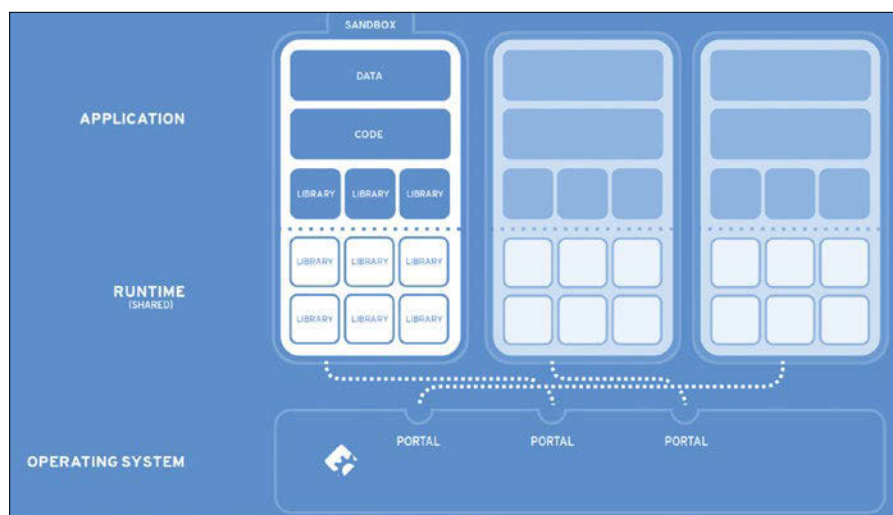 SANDBOX
DATA
APPLICATION
CODE
LIBRARY LIBRARY LIBRARY
LIBRARY LIBRARY LIBRARY
RUNTIME
(SHARED)
LIBRARY LIBRARY LIBRARY
PORTAL PORTAL PORTAL
OPERATING SYSTEM